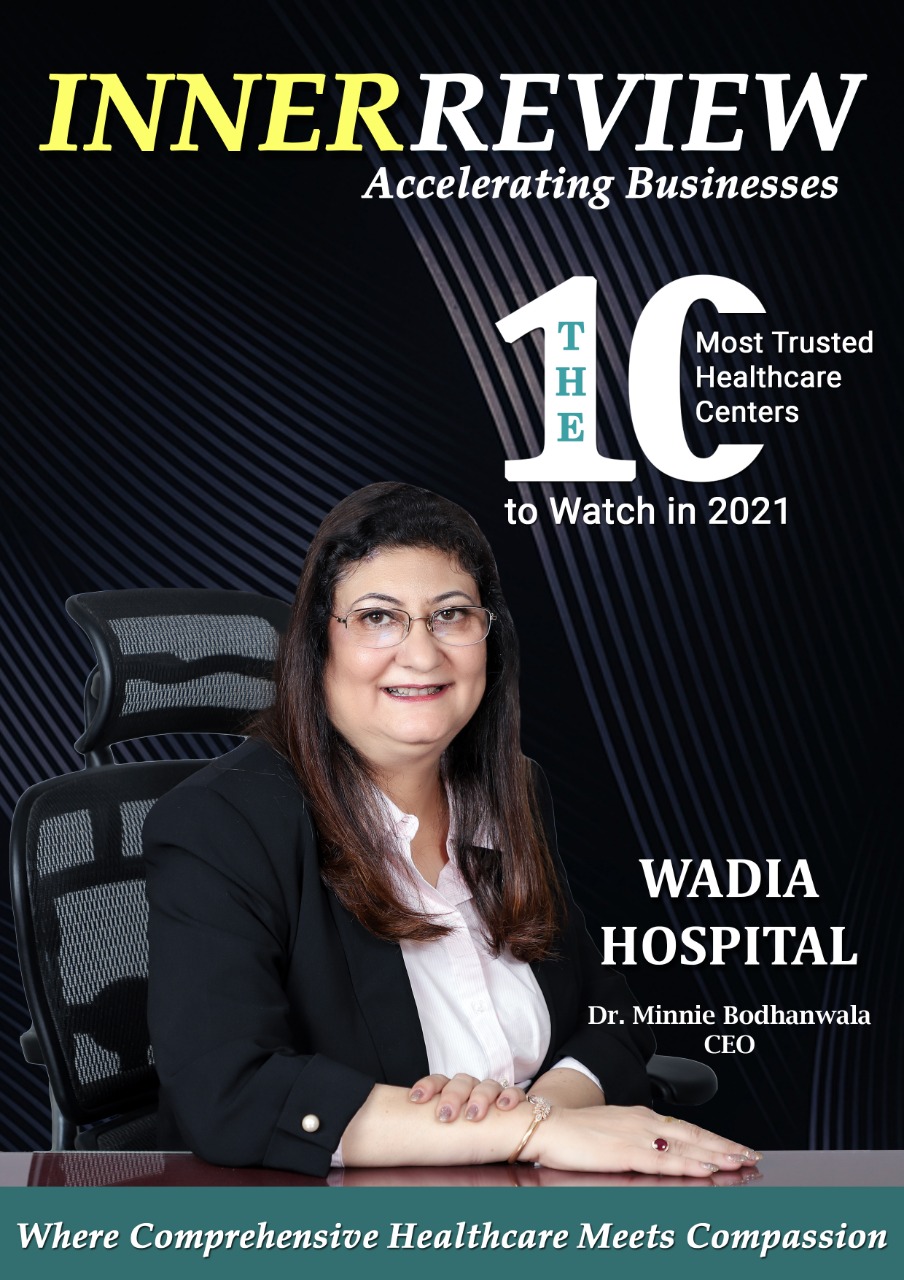 INNERREVIEW
Accelerating Businesses
THE
10
Most Trusted
Healthcare
Centers
to Watch in 2021
WADIA
HOSPITAL
Dr. Minnie Bodhanwala
CEO
Where Comprehensive Healthcare Meets Compassion